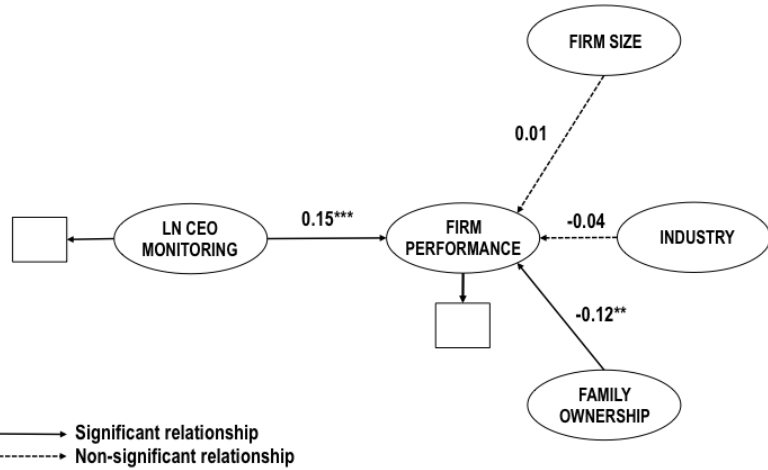 FIRM SIZE
0.01
LN CEO
MONITORING
0.15***
FIRM
PERFORMANCE
-0.04
INDUSTRY
-0.12**
FAMILY
OWNERSHIP
Significant relationship
Non-significant relationship